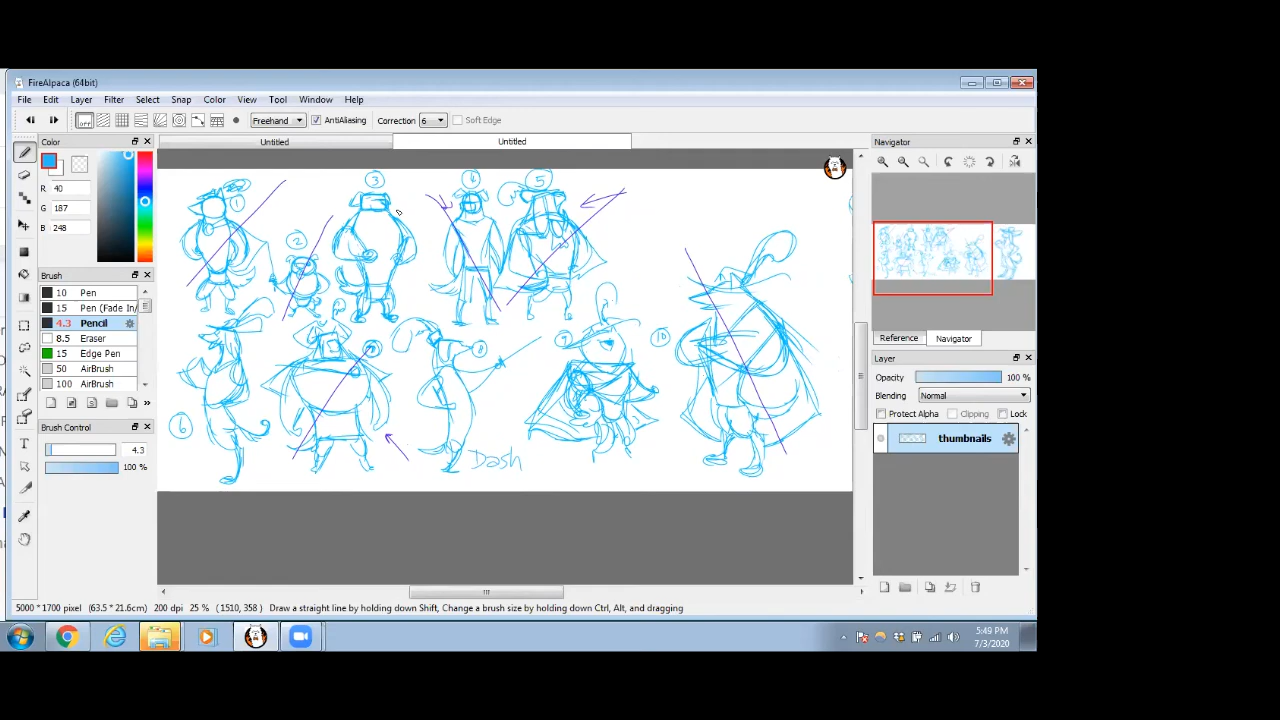 FireAlpaca (64bit)
File Edit Layer Filter Select Snap Color View Tool Window Help
off Freehand AntiAliasing Correction 6 Soft Edge
Color
Untitled Untitled
Navigator
R 40
G 187
B 248
1 2 3 4 5
Brush
10 Pen
15 Pen (Fade In/
4.3 Pencil
8.5 Eraser
15 Edge Pen
50 AirBrush
100 AirBrush
6 7 8 9 10
Dash
Reference Navigator
Layer
Opacity 100 %
Blending Normal
Protect Alpha Clipping Lock
thumbnails
Brush Control
4.3
100 %
5000 * 1700 pixel (63.5 * 21.6cm) 200 dpi 25 % (1510, 358) Draw a straight line by holding down Shift, Change a brush size by holding down Ctrl, Alt, and dragging
5:49 PM
7/3/2020